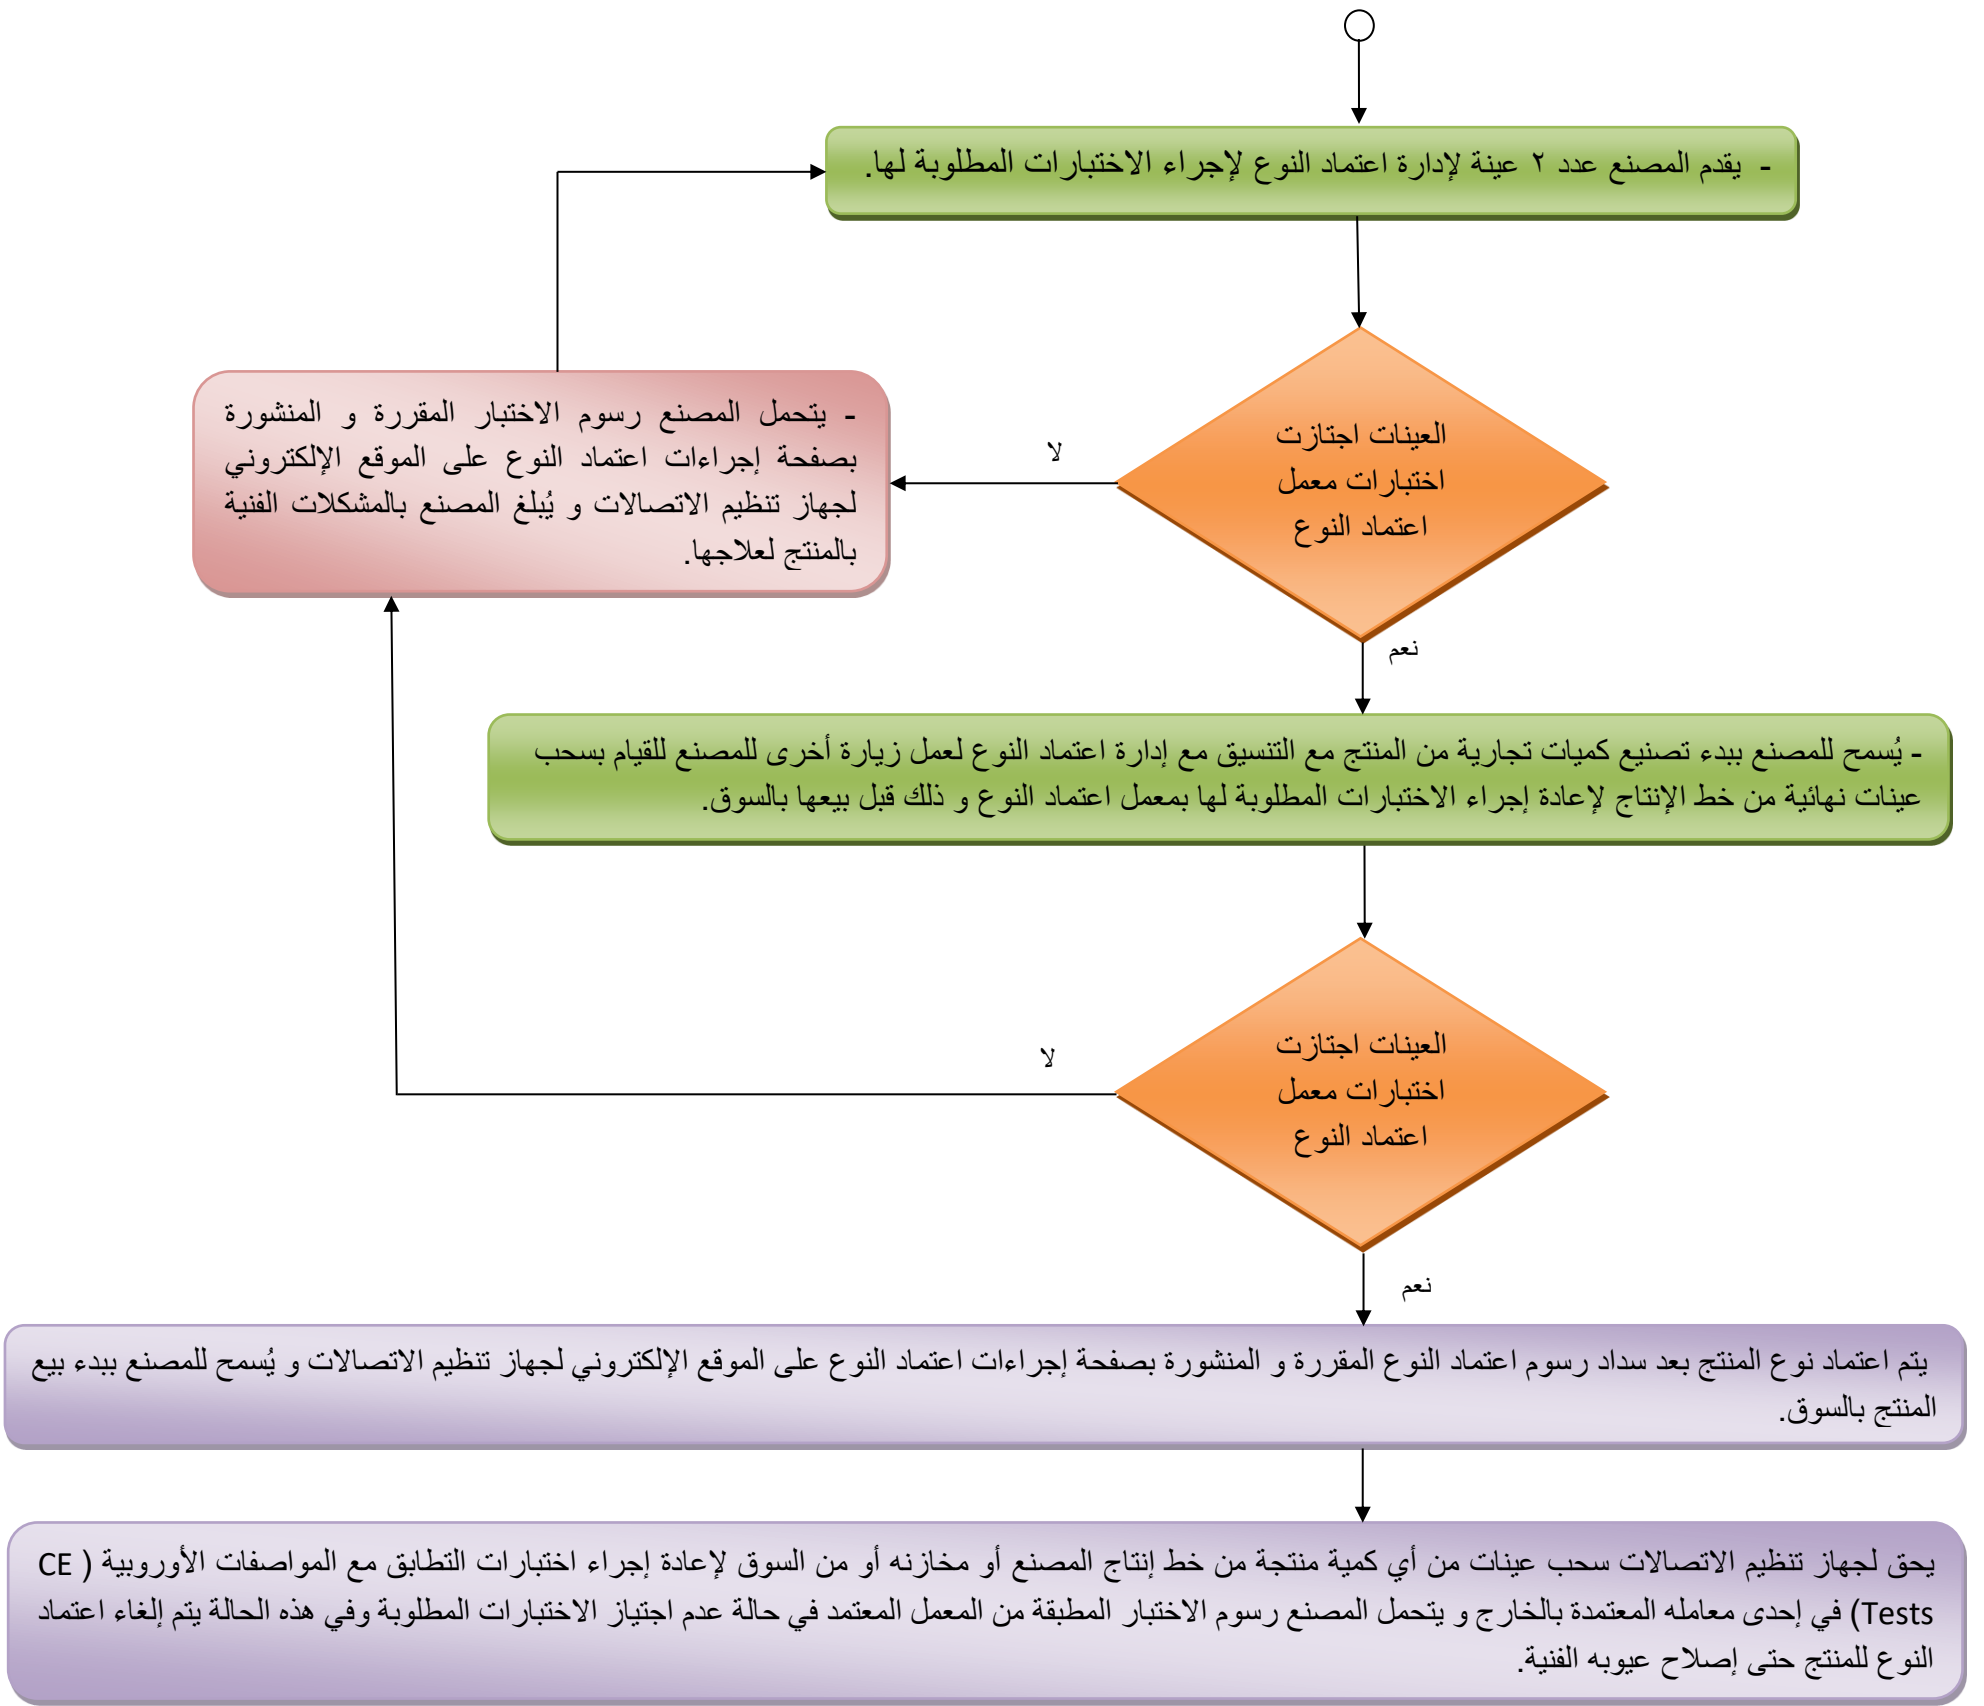 - يقدم المصنع عدد ٢ عينة لإدارة اعتماد النوع لإجراء الاختبارات المطلوبة لها.
العينات اجتازت
اختبارات معمل
اعتماد النوع
لا
- يتحمل المصنع رسوم الاختبار المقررة و المنشورة
بصفحة إجراءات اعتماد النوع على الموقع الإلكتروني
لجهاز تنظيم الاتصالات و يُبلغ المصنع بالمشكلات الفنية
بالمنتج لعلاجها.
نعم
- يُسمح للمصنع ببدء تصنيع كميات تجارية من المنتج مع التنسيق مع إدارة اعتماد النوع لعمل زيارة أخرى للمصنع للقيام بسحب
عينات نهائية من خط الإنتاج لإعادة إجراء الاختبارات المطلوبة لها بمعمل اعتماد النوع و ذلك قبل بيعها بالسوق.
العينات اجتازت
اختبارات معمل
اعتماد النوع
لا
نعم
يتم اعتماد نوع المنتج بعد سداد رسوم اعتماد النوع المقررة و المنشورة بصفحة إجراءات اعتماد النوع على الموقع الإلكتروني لجهاز تنظيم الاتصالات و يُسمح للمصنع ببدء بيع
المنتج بالسوق.
يحق لجهاز تنظيم الاتصالات سحب عينات من أي كمية منتجة من خط إنتاج المصنع أو مخازنه أو من السوق لإعادة إجراء اختبارات التطابق مع المواصفات الأوروبية (CE
Tests) في إحدى معامله المعتمدة بالخارج و يتحمل المصنع رسوم الاختبار المطبقة من المعمل المعتمد في حالة عدم اجتياز الاختبارات المطلوبة وفي هذه الحالة يتم إلغاء اعتماد
النوع للمنتج حتى إصلاح عيوبه الفنية.